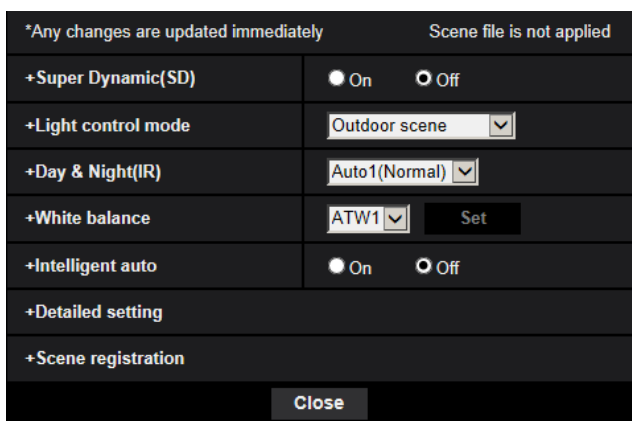 *Any changes are updated immediately Scene file is not applied
+Super Dynamic(SD) On Off
+Light control mode Outdoor scene
+Day & Night(IR) Auto1(Normal)
+White balance ATW1 Set
+Intelligent auto On Off
+Detailed setting
+Scene registration
Close